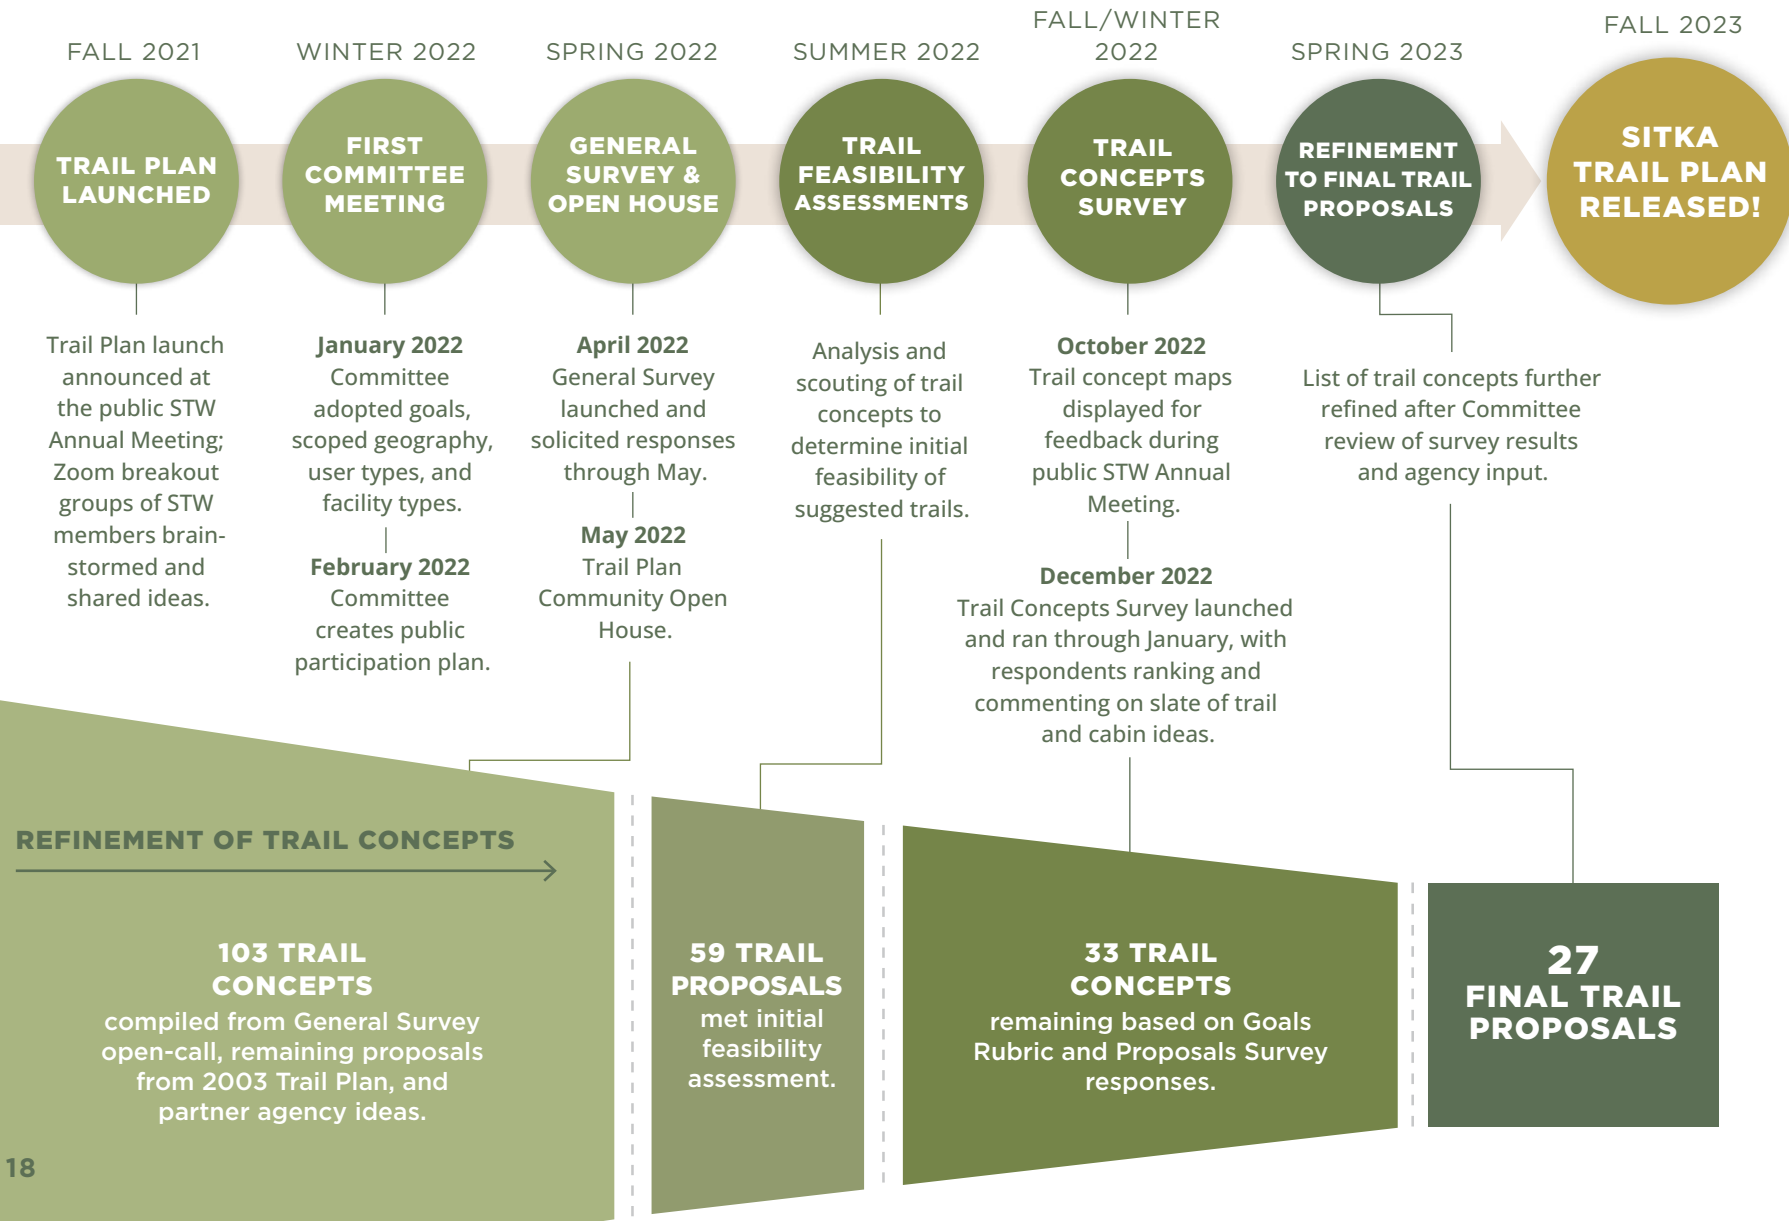 FALL 2021
TRAIL PLAN
LAUNCHED
Trail Plan launch
announced at
the public STW
Annual Meeting;
Zoom breakout
groups of STW
members brain-
stormed and
shared ideas.
WINTER 2022
FIRST
COMMITTEE
MEETING
January 2022
Committee
adopted goals,
scoped geography,
user types, and
facility types.
February 2022
Committee
creates public
participation plan.
SPRING 2022
GENERAL
SURVEY &
OPEN HOUSE
April 2022
General Survey
launched and
solicited responses
through May.
May 2022
Trail Plan
Community Open
House.
SUMMER 2022
TRAIL
FEASIBILITY
ASSESSMENTS
Analysis and
scouting of trail
concepts to
determine initial
feasibility of
suggested trails.
FALL/WINTER
2022
TRAIL
CONCEPTS
SURVEY
October 2022
Trail concept maps
displayed for
feedback during
public STW Annual
Meeting.
December 2022
Trail Concepts Survey launched
and ran through January, with
respondents ranking and
commenting on slate of trail
and cabin ideas.
SPRING 2023
REFINEMENT
TO FINAL TRAIL
PROPOSALS
List of trail concepts further
refined after Committee
review of survey results
and agency input.
FALL 2023
SITKA
TRAIL PLAN
RELEASED!
REFINEMENT OF TRAIL CONCEPTS
103 TRAIL
CONCEPTS
compiled from General Survey
open-call, remaining proposals
from 2003 Trail Plan, and
partner agency ideas.
59 TRAIL
PROPOSALS
met initial
feasibility
assessment.
33 TRAIL
CONCEPTS
remaining based on Goals
Rubric and Proposals Survey
responses.
27
FINAL TRAIL
PROPOSALS
18